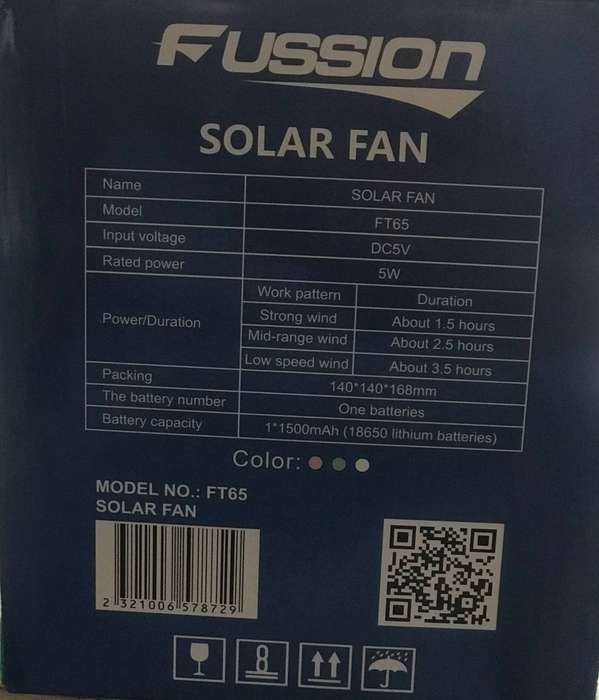 FUSSION
SOLAR FAN
Name SOLAR FAN
Model FT65
Input voltage DC5V
Rated power 5W
Power/Duration
Work pattern Duration
Strong wind About 1.5 hours
Mid-range wind About 2.5 hours
Low speed wind About 3.5 hours
Packing 140*140*168mm
The battery number One batteries
Battery capacity 1*1500mAh (18650 lithium batteries)
Color:
MODEL NO.: FT65
SOLAR FAN
2 321006 578729
8